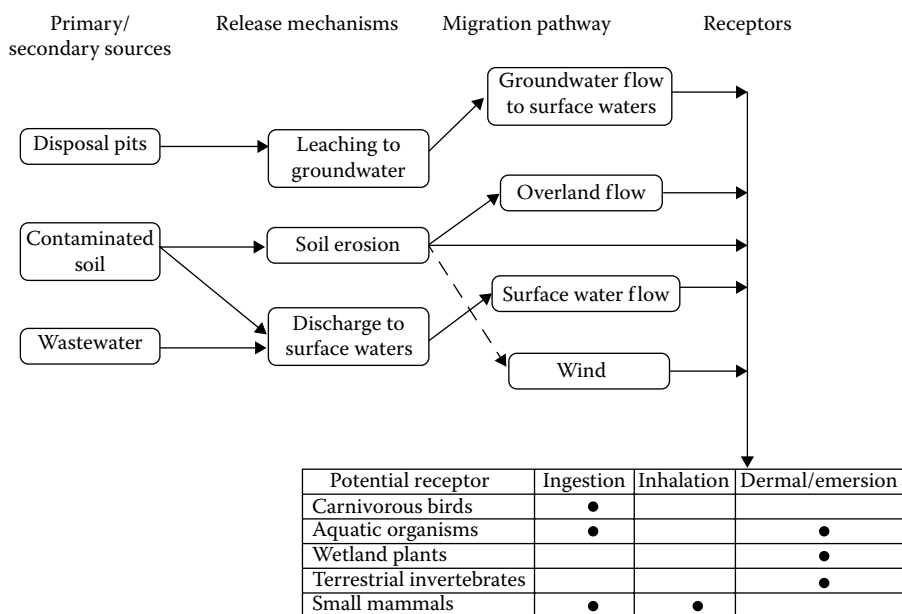 Primary/
secondary sources
Release mechanisms
Migration pathway
Receptors
Groundwater flow
to surface waters
Disposal pits
Leaching to
groundwater
Overland flow
Contaminated
soil
Soil erosion
Surface water flow
Wastewater
Discharge to
surface waters
Wind
Potential receptor Ingestion Inhalation Dermal/emersion
Carnivorous birds
Aquatic organisms
Wetland plants
Terrestrial invertebrates
Small mammals